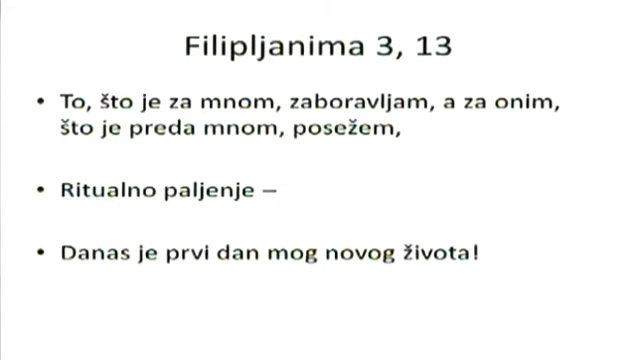 Filipljanima 3, 13
• To, što je za mnom, zaboravljam, a za onim,
što je preda mnom, posežem,
• Ritualno paljenje –
• Danas je prvi dan mog novog života!